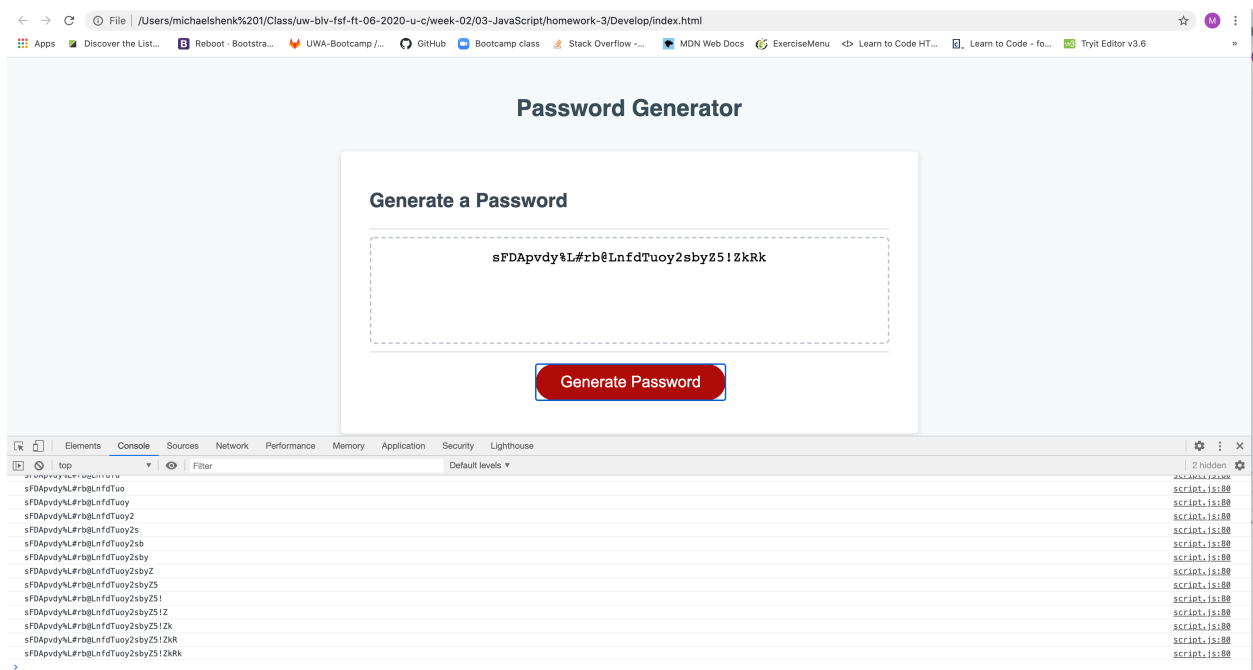 File | /Users/michaelshenk%201/Class/uw-blv-fsf-ft-06-2020-u-c/week-02/03-JavaScript/homework-3/Develop/index.html M
Apps Discover the List... B Reboot · Bootstra... UWA-Bootcamp /... GitHub Bootcamp class Stack Overflow -... MDN Web Docs ExerciseMenu <> Learn to Code HT... Learn to Code - fo... Tryit Editor v3.6 »
Password Generator
Generate a Password
sFDApvdy%L#rb@LnfdTuoy2sbyZ5!ZkRk
Generate Password
Elements Console Sources Network Performance Memory Application Security Lighthouse
top Filter Default levels 2 hidden
sFDApvdy%L#rb@LnfdTu script.js:80
sFDApvdy%L#rb@LnfdTuo script.js:80
sFDApvdy%L#rb@LnfdTuoy script.js:80
sFDApvdy%L#rb@LnfdTuoy2 script.js:80
sFDApvdy%L#rb@LnfdTuoy2s script.js:80
sFDApvdy%L#rb@LnfdTuoy2sb script.js:80
sFDApvdy%L#rb@LnfdTuoy2sby script.js:80
sFDApvdy%L#rb@LnfdTuoy2sbyZ script.js:80
sFDApvdy%L#rb@LnfdTuoy2sbyZ5 script.js:80
sFDApvdy%L#rb@LnfdTuoy2sbyZ5! script.js:80
sFDApvdy%L#rb@LnfdTuoy2sbyZ5!Z script.js:80
sFDApvdy%L#rb@LnfdTuoy2sbyZ5!Zk script.js:80
sFDApvdy%L#rb@LnfdTuoy2sbyZ5!ZkR script.js:80
sFDApvdy%L#rb@LnfdTuoy2sbyZ5!ZkRk script.js:80
>